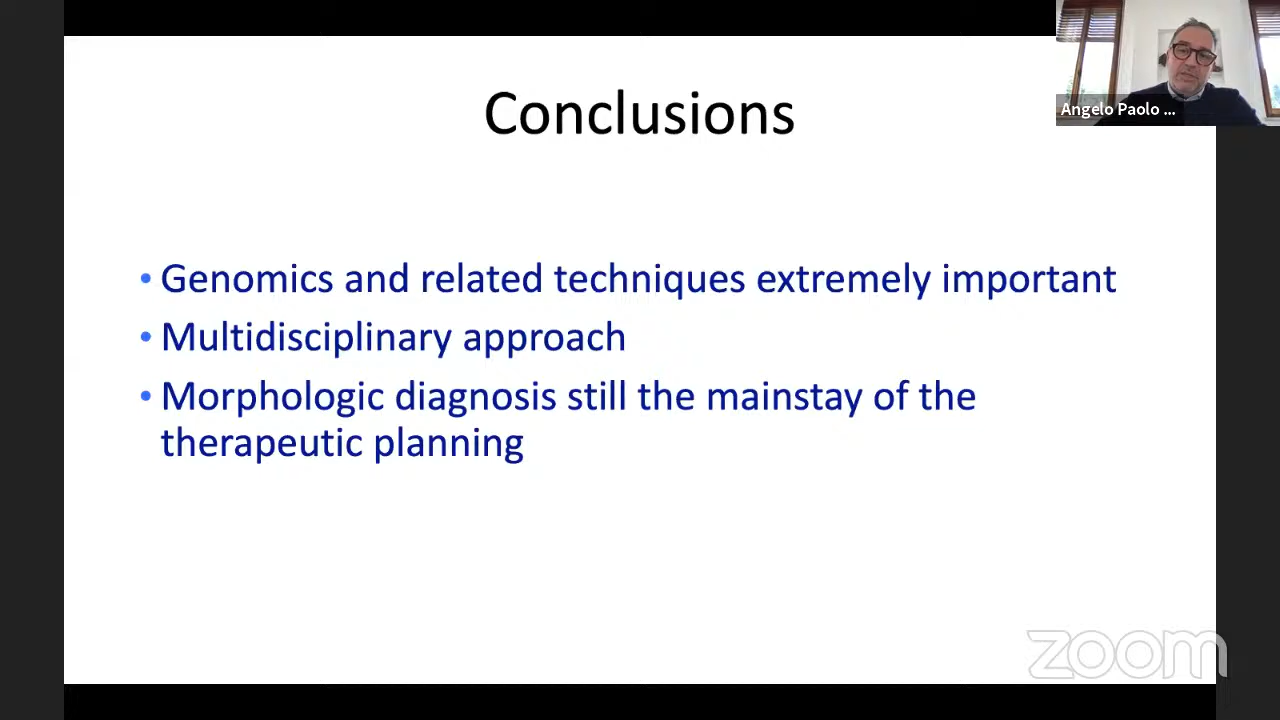 Conclusions
Angelo Paolo ...
• Genomics and related techniques extremely important
• Multidisciplinary approach
• Morphologic diagnosis still the mainstay of the
therapeutic planning
zoom